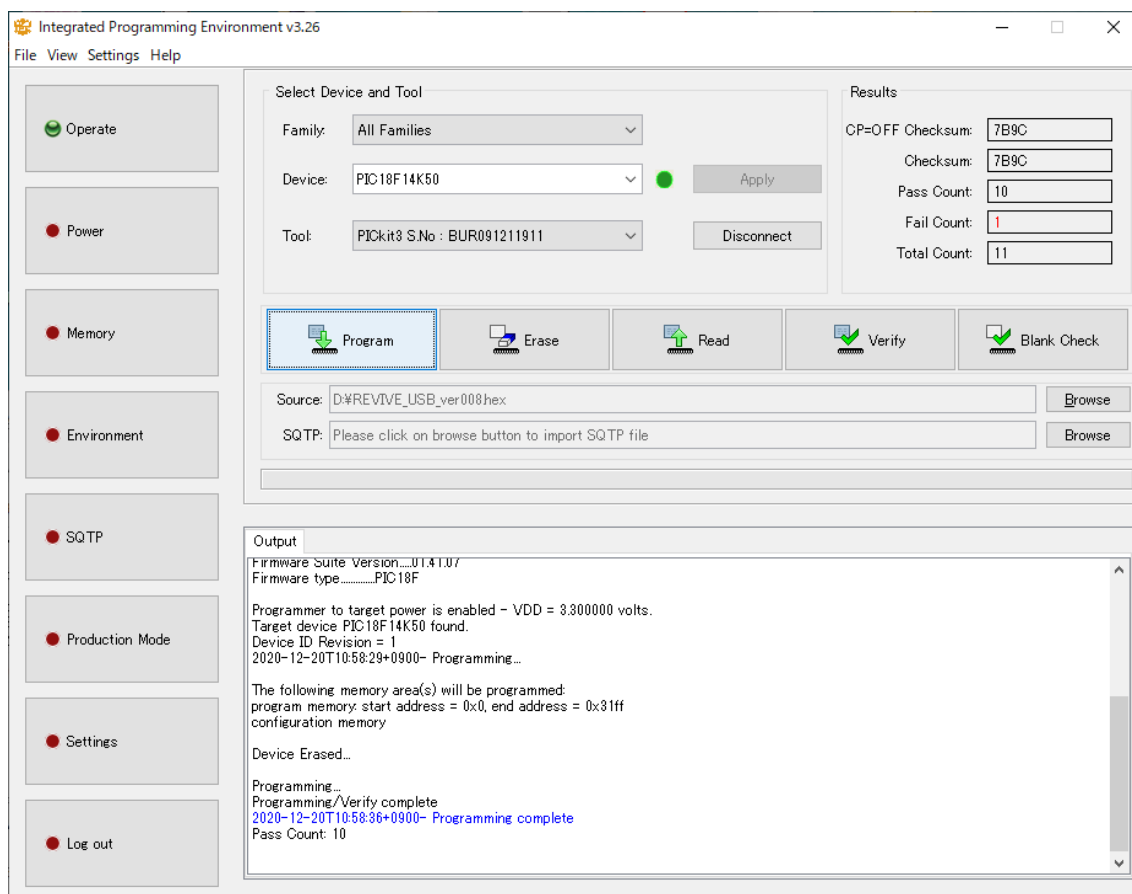 Integrated Programming Environment v3.26
File View Settings Help
Operate
Power
Memory
Environment
SQTP
Production Mode
Settings
Log out
Select Device and Tool
Family: All Families
Device: PIC18F14K50 Apply
Tool: PICkit3 S.No : BUR091211911 Disconnect
Results
CP=OFF Checksum: 7B9C
Checksum: 7B9C
Pass Count: 10
Fail Count: 1
Total Count: 11
Program Erase Read Verify Blank Check
Source: D:¥REVIVE_USB_ver008.hex Browse
SQTP: Please click on browse button to import SQTP file Browse
Output
Firmware Suite Version.....01.41.07
Firmware type..............PIC18F
Programmer to target power is enabled - VDD = 3.300000 volts.
Target device PIC18F14K50 found.
Device ID Revision = 1
2020-12-20T10:58:29+0900- Programming...
The following memory area(s) will be programmed:
program memory: start address = 0x0, end address = 0x31ff
configuration memory
Device Erased...
Programming...
Programming/Verify complete
2020-12-20T10:58:36+0900- Programming complete
Pass Count: 10